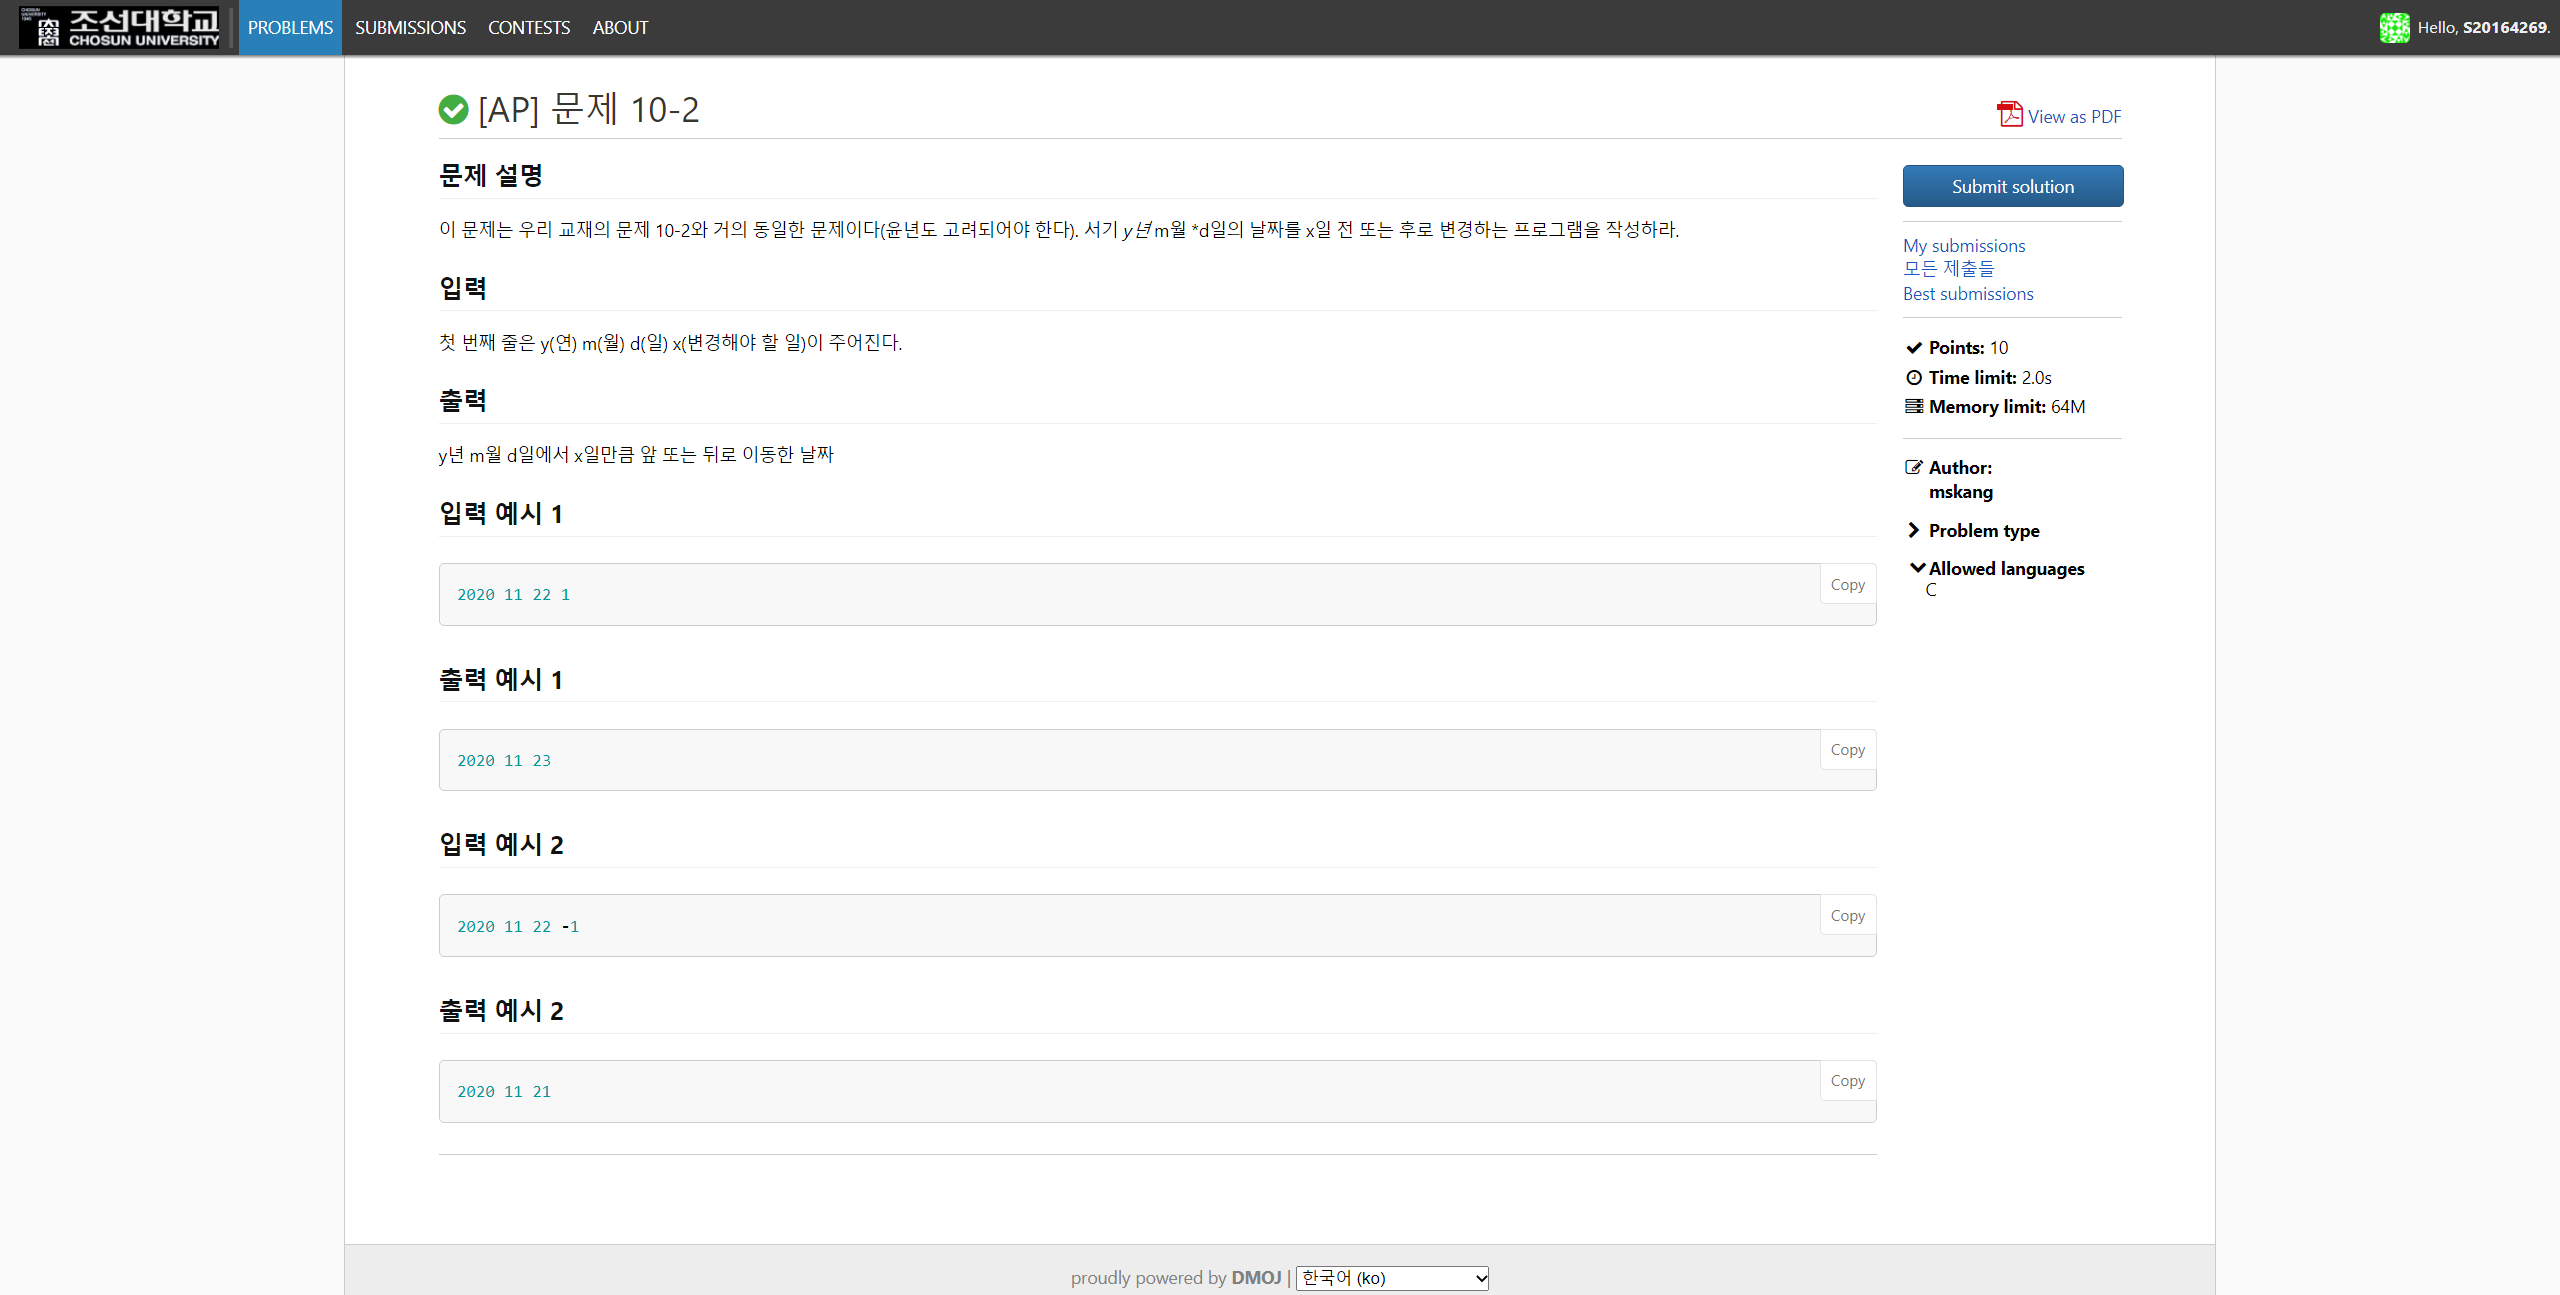 조선대학교
CHOSUN UNIVERSITY
PROBLEMS SUBMISSIONS CONTESTS ABOUT
Hello, S20164269.
[AP] 문제 10-2
View as PDF
문제 설명
이 문제는 우리 교재의 문제 10-2와 거의 동일한 문제이다(윤년도 고려되어야 한다). 서기 y년 m월 *d일의 날짜를 x일 전 또는 후로 변경하는 프로그램을 작성하라.
입력
첫 번째 줄은 y(연) m(월) d(일) x(변경해야 할 일)이 주어진다.
출력
y년 m월 d일에서 x일만큼 앞 또는 뒤로 이동한 날짜
입력 예시 1
2020 11 22 1
Copy
출력 예시 1
2020 11 23
Copy
입력 예시 2
2020 11 22 -1
Copy
출력 예시 2
2020 11 21
Copy
Submit solution
My submissions
모든 제출들
Best submissions
Points: 10
Time limit: 2.0s
Memory limit: 64M
Author:
mskang
Problem type
Allowed languages
C
proudly powered by DMOJ | 한국어 (ko)